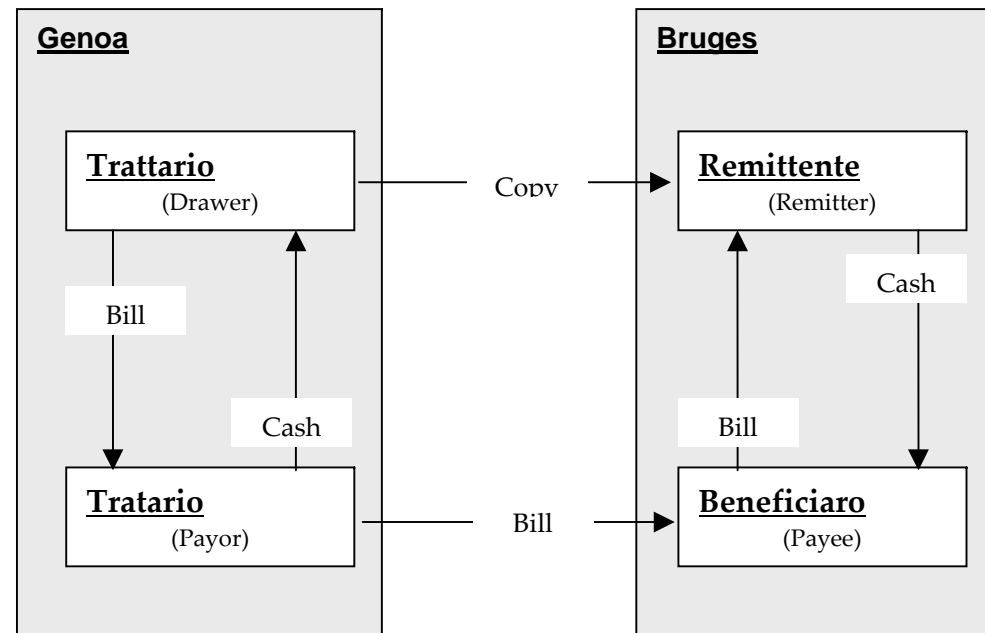 Genoa
Bruges
Trattario
(Drawer)
Copy
Remittente
(Remitter)
Bill
Cash
Cash
Bill
Tratario
(Payor)
Bill
Beneficiaro
(Payee)